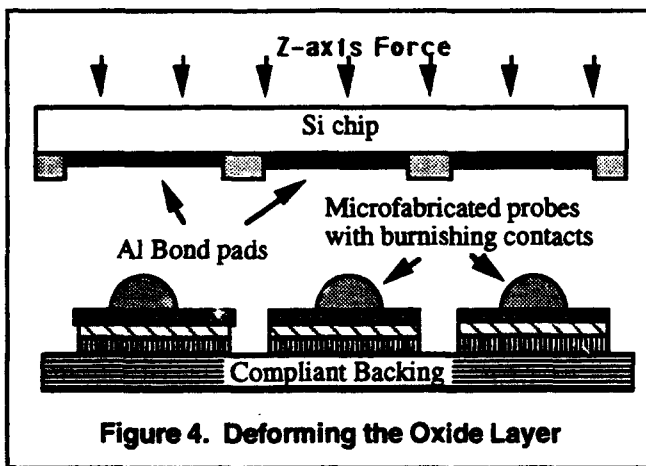 Z-axis Force
Si chip
Al Bond pads
Microfabricated probes
with burnishing contacts
Compliant Backing
Figure 4. Deforming the Oxide Layer